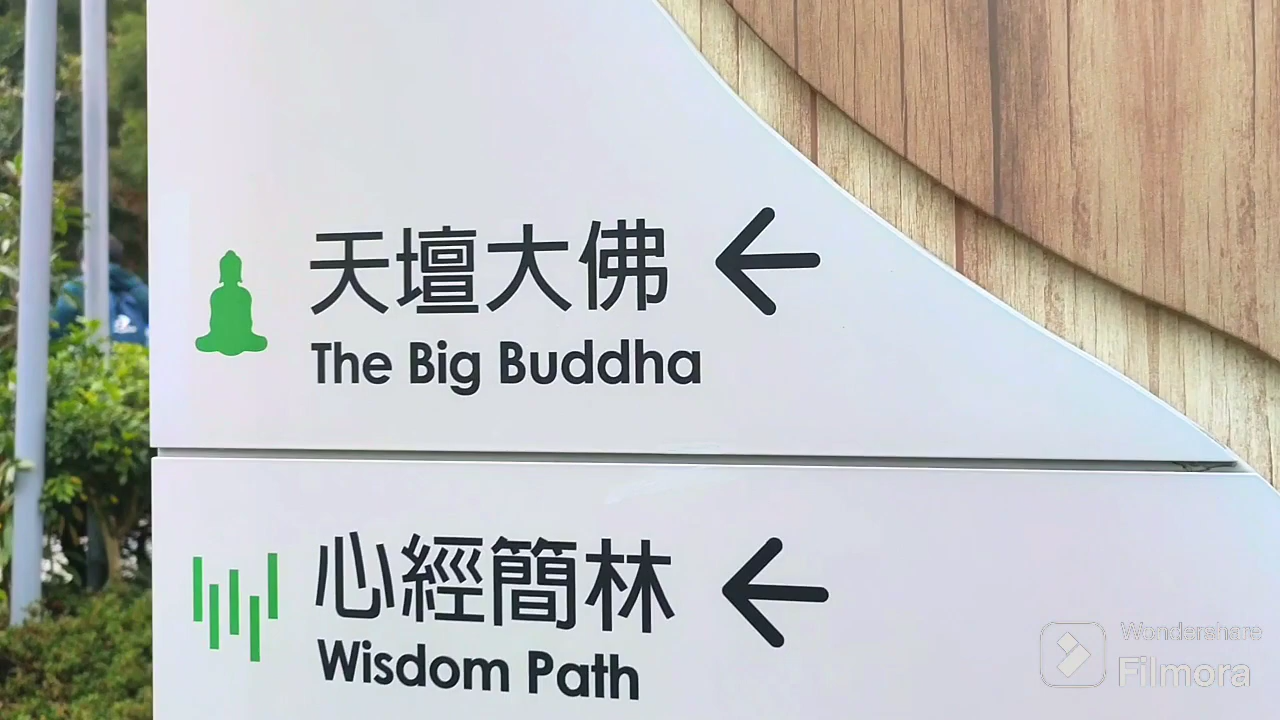 天壇大佛
The Big Buddha
心經簡林
Wisdom Path
Wondershare
Filmora